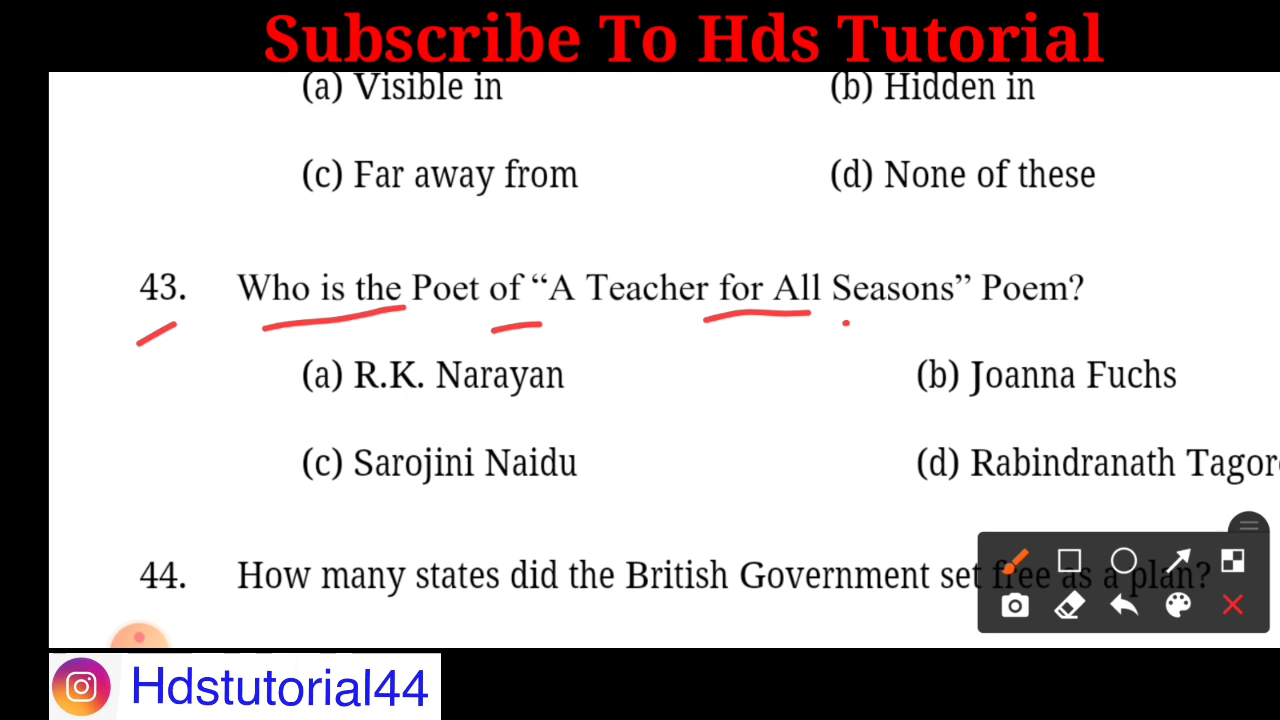 Subscribe To Hds Tutorial
(a) Visible in (b) Hidden in
(c) Far away from (d) None of these
43. Who is the Poet of “A Teacher for All Seasons” Poem?
(a) R.K. Narayan (b) Joanna Fuchs
(c) Sarojini Naidu (d) Rabindranath Tagor
44. How many states did the British Government set free as a plan?
Hdstutorial44